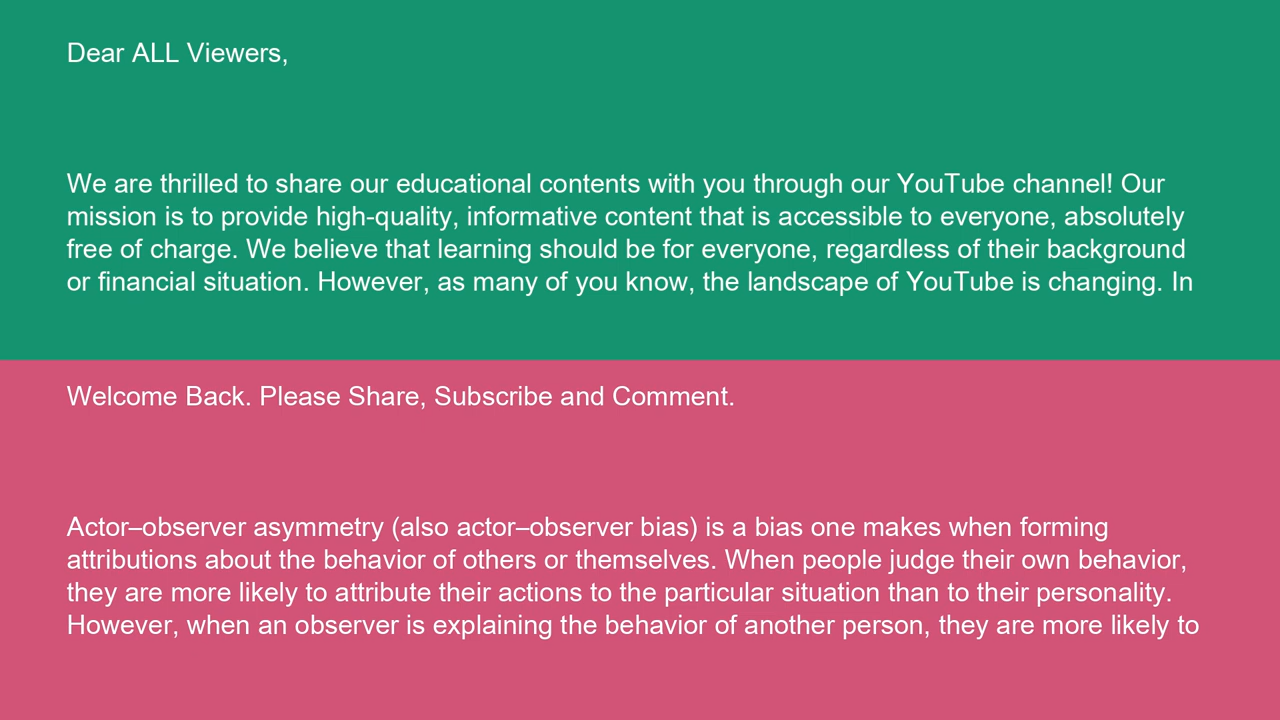 Dear ALL Viewers,
We are thrilled to share our educational contents with you through our YouTube channel! Our
mission is to provide high-quality, informative content that is accessible to everyone, absolutely
free of charge. We believe that learning should be for everyone, regardless of their background
or financial situation. However, as many of you know, the landscape of YouTube is changing. In
Welcome Back. Please Share, Subscribe and Comment.
Actor–observer asymmetry (also actor–observer bias) is a bias one makes when forming
attributions about the behavior of others or themselves. When people judge their own behavior,
they are more likely to attribute their actions to the particular situation than to their personality.
However, when an observer is explaining the behavior of another person, they are more likely to